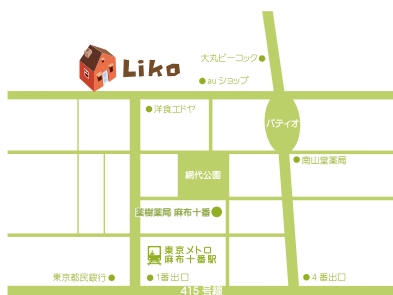 大丸ピーコック
Liko
auショップ
洋食エドヤ
パティオ
南山堂薬局
網代公園
薬樹薬局 麻布十番
東京メトロ
麻布十番駅
東京都民銀行
1番出口
4番出口
415号線